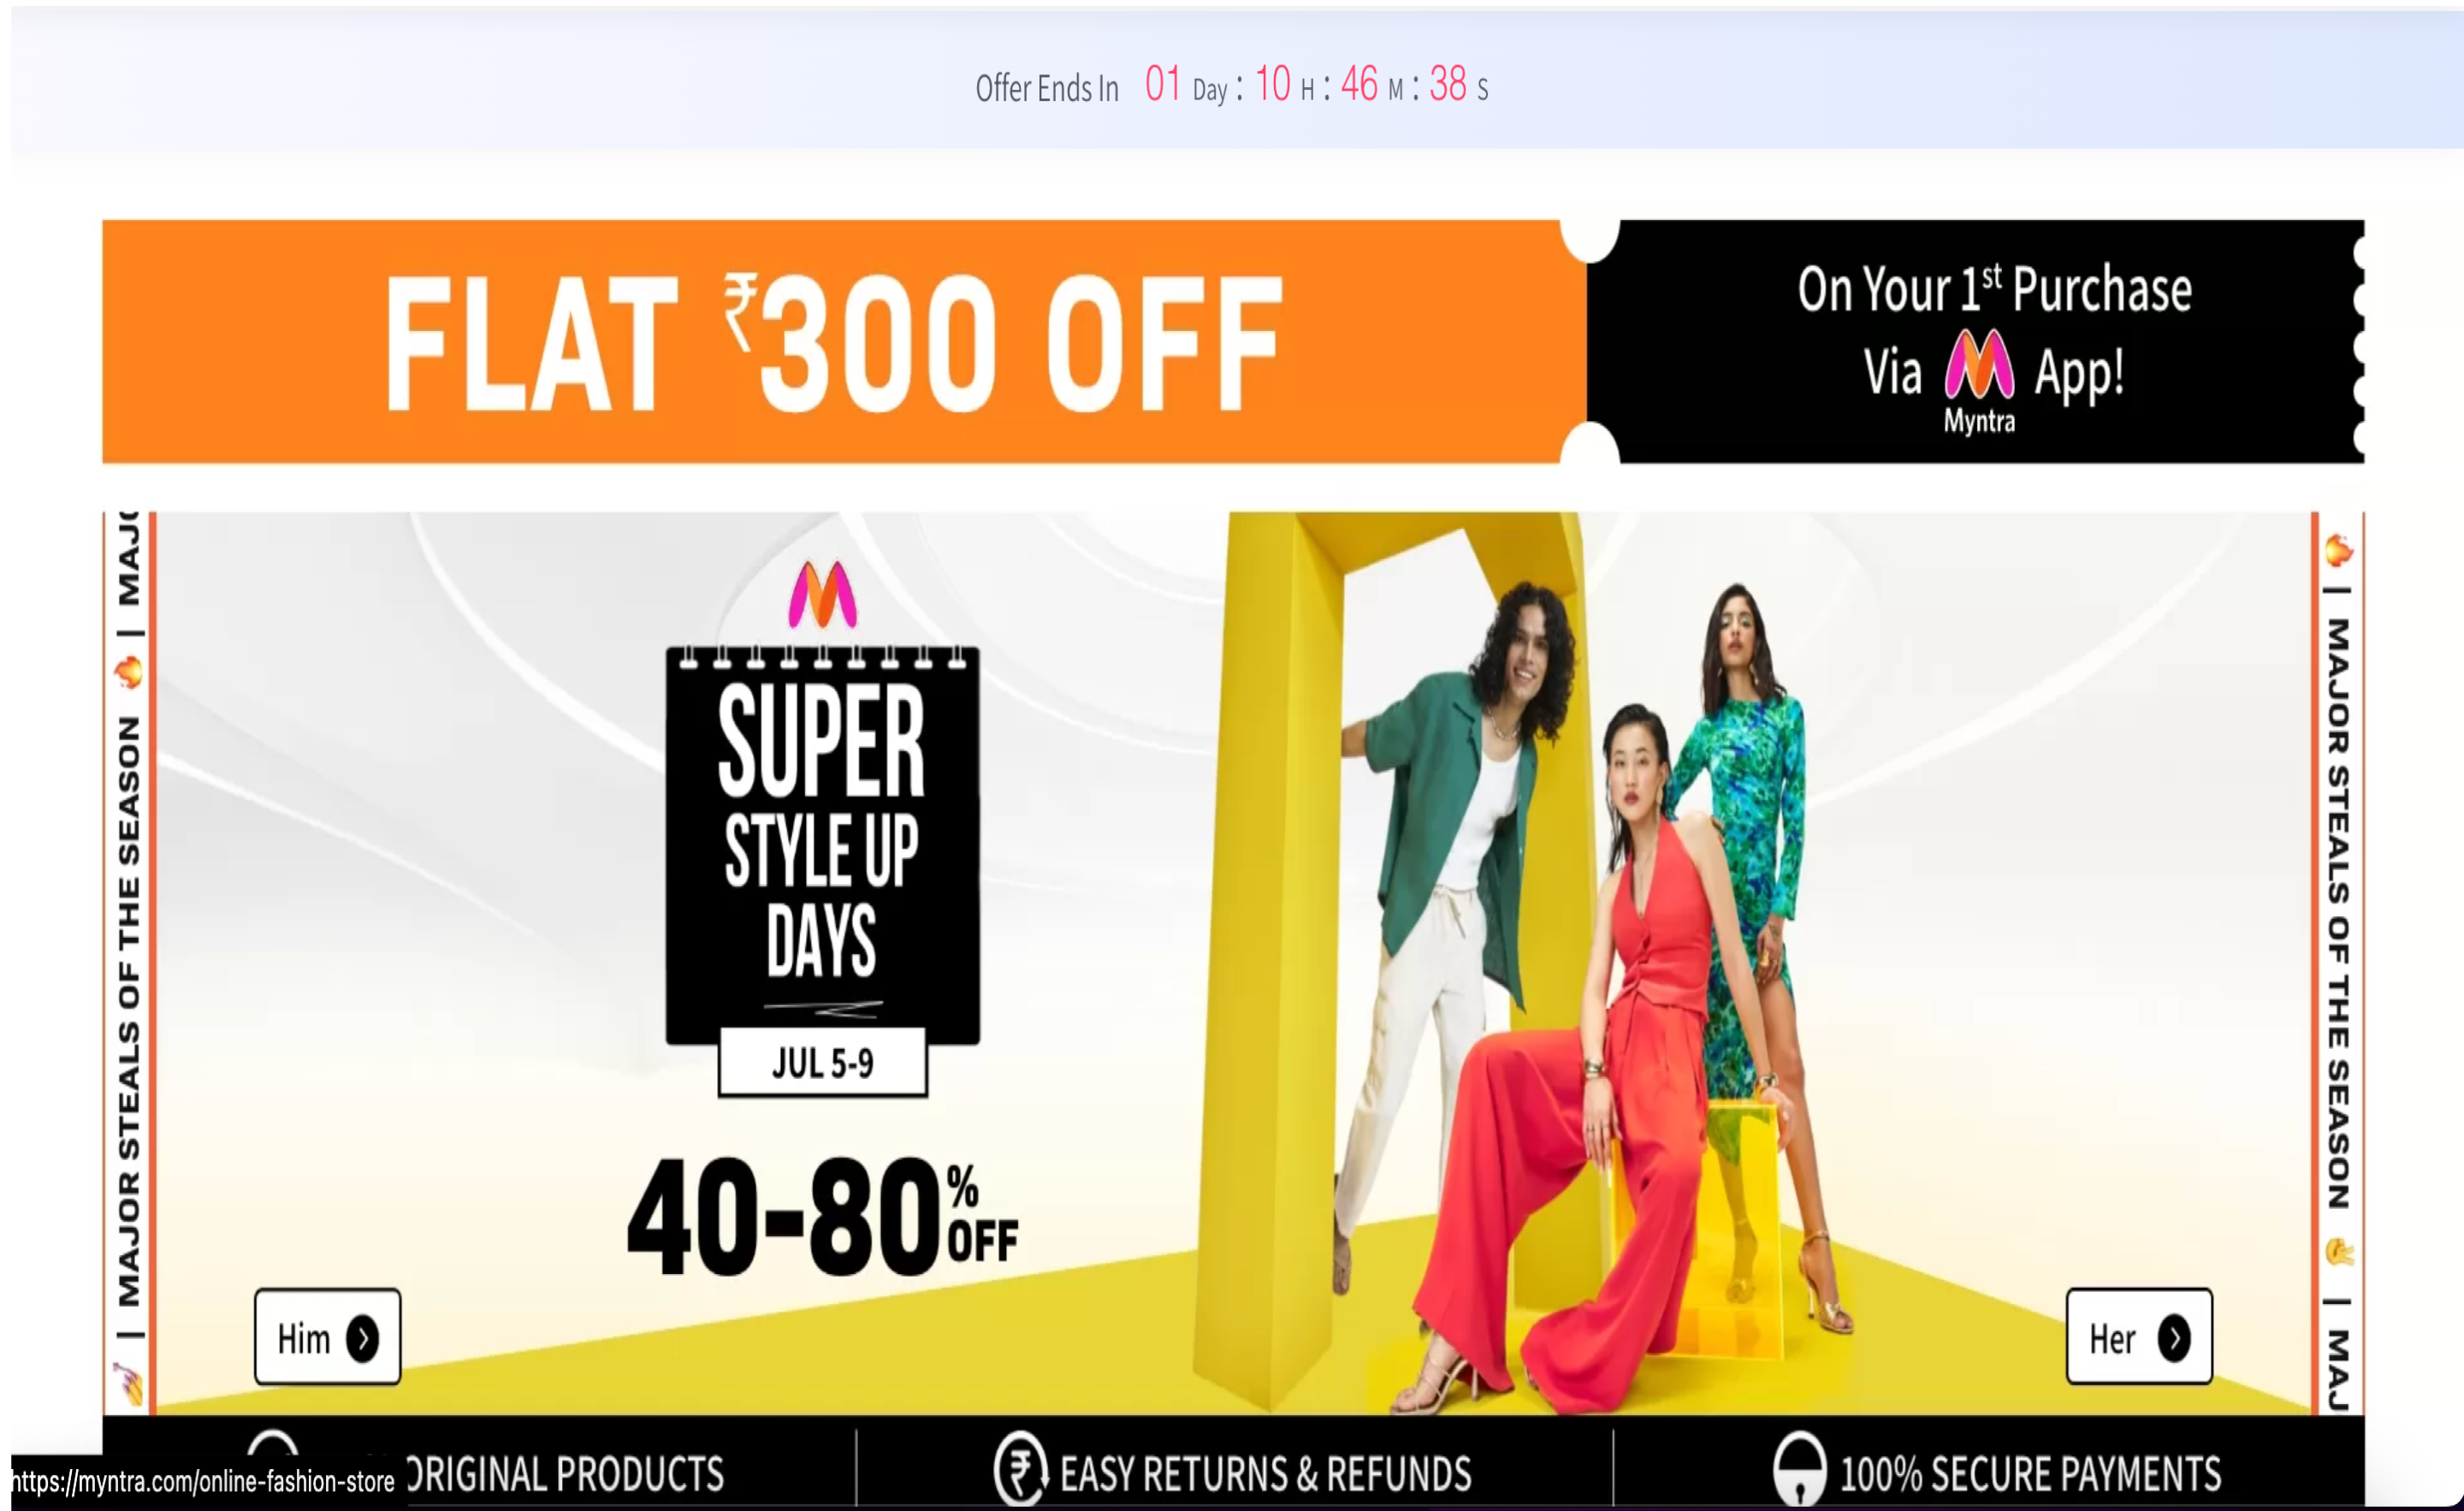 Offer Ends In 01 Day : 10 H : 46 M : 38 S
FLAT ₹300 OFF
On Your 1st Purchase
Via Myntra App!
MAJOR STEALS OF THE SEASON | MAJ
SUPER
STYLE UP
DAYS
JUL 5-9
40-80% OFF
Him
Her
| MAJOR STEALS OF THE SEASON | MAJ
ORIGINAL PRODUCTS
EASY RETURNS & REFUNDS
100% SECURE PAYMENTS
https://myntra.com/online-fashion-store